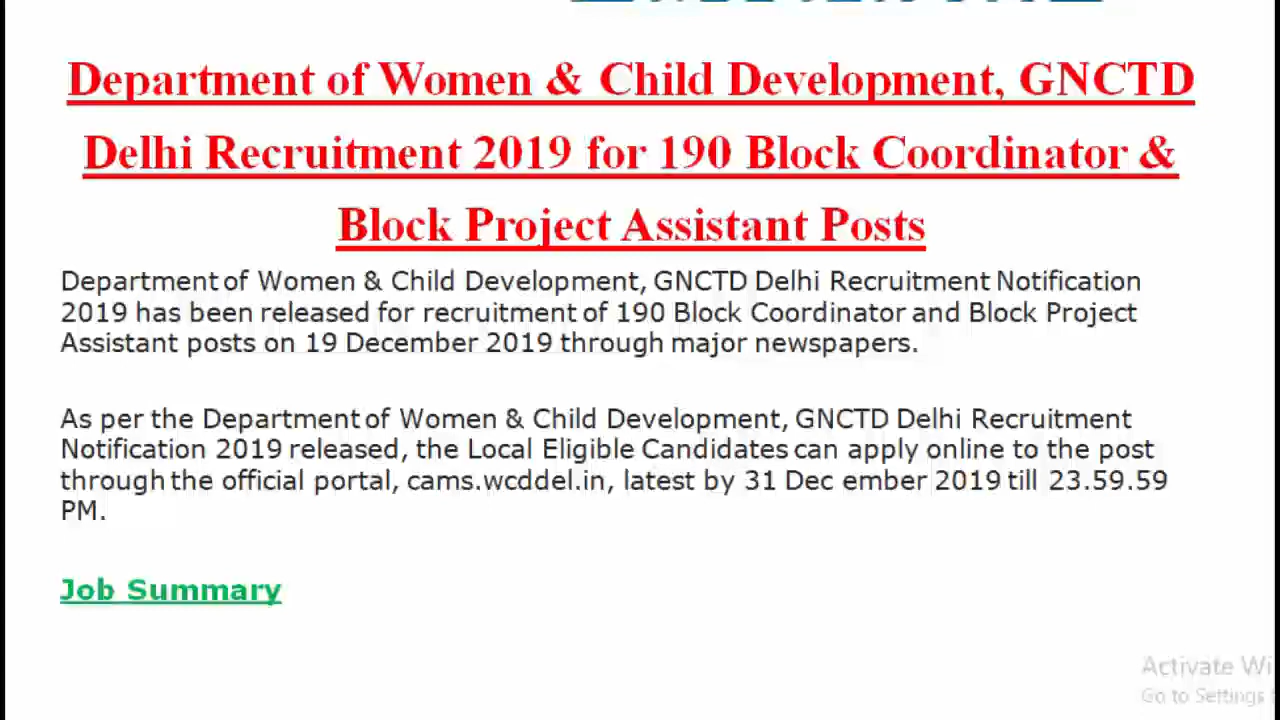 Department of Women & Child Development, GNCTD
Delhi Recruitment 2019 for 190 Block Coordinator &
Block Project Assistant Posts
Department of Women & Child Development, GNCTD Delhi Recruitment Notification
2019 has been released for recruitment of 190 Block Coordinator and Block Project
Assistant posts on 19 December 2019 through major newspapers.
As per the Department of Women & Child Development, GNCTD Delhi Recruitment
Notification 2019 released, the Local Eligible Candidates can apply online to the post
through the official portal, cams.wcddel.in, latest by 31 Dec ember 2019 till 23.59.59
PM.
Job Summary
Activate Wi
Go to Settings